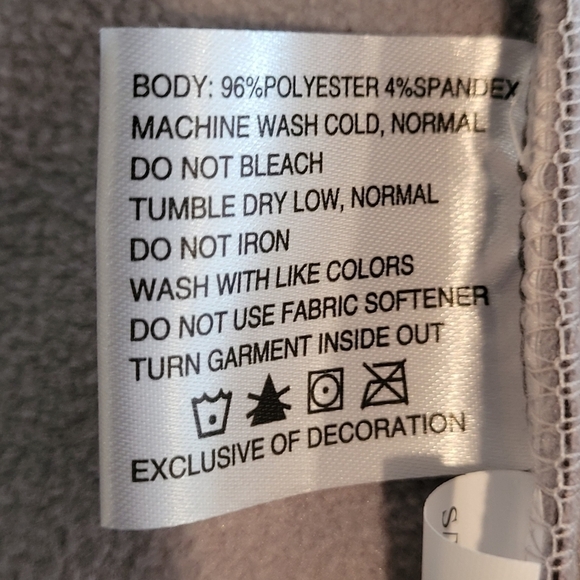 BODY: 96%POLYESTER 4%SPANDEX
MACHINE WASH COLD, NORMAL
DO NOT BLEACH
TUMBLE DRY LOW, NORMAL
DO NOT IRON
WASH WITH LIKE COLORS
DO NOT USE FABRIC SOFTENER
TURN GARMENT INSIDE OUT
EXCLUSIVE OF DECORATION